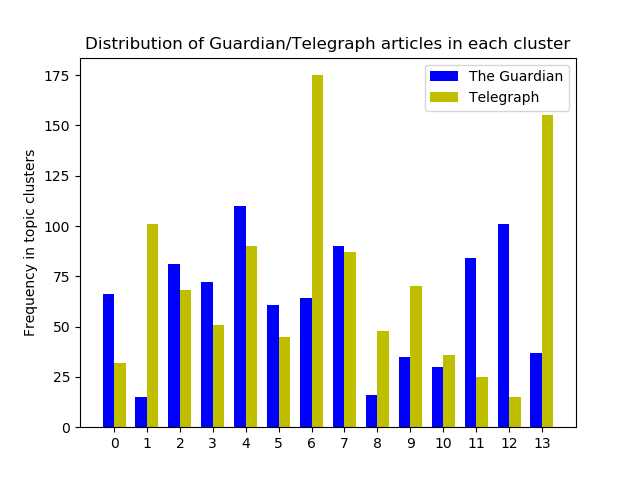 Distribution of Guardian/Telegraph articles in each cluster
The Guardian
Telegraph
Frequency in topic clusters
175
150
125
100
75
50
25
0
0 1 2 3 4 5 6 7 8 9 10 11 12 13